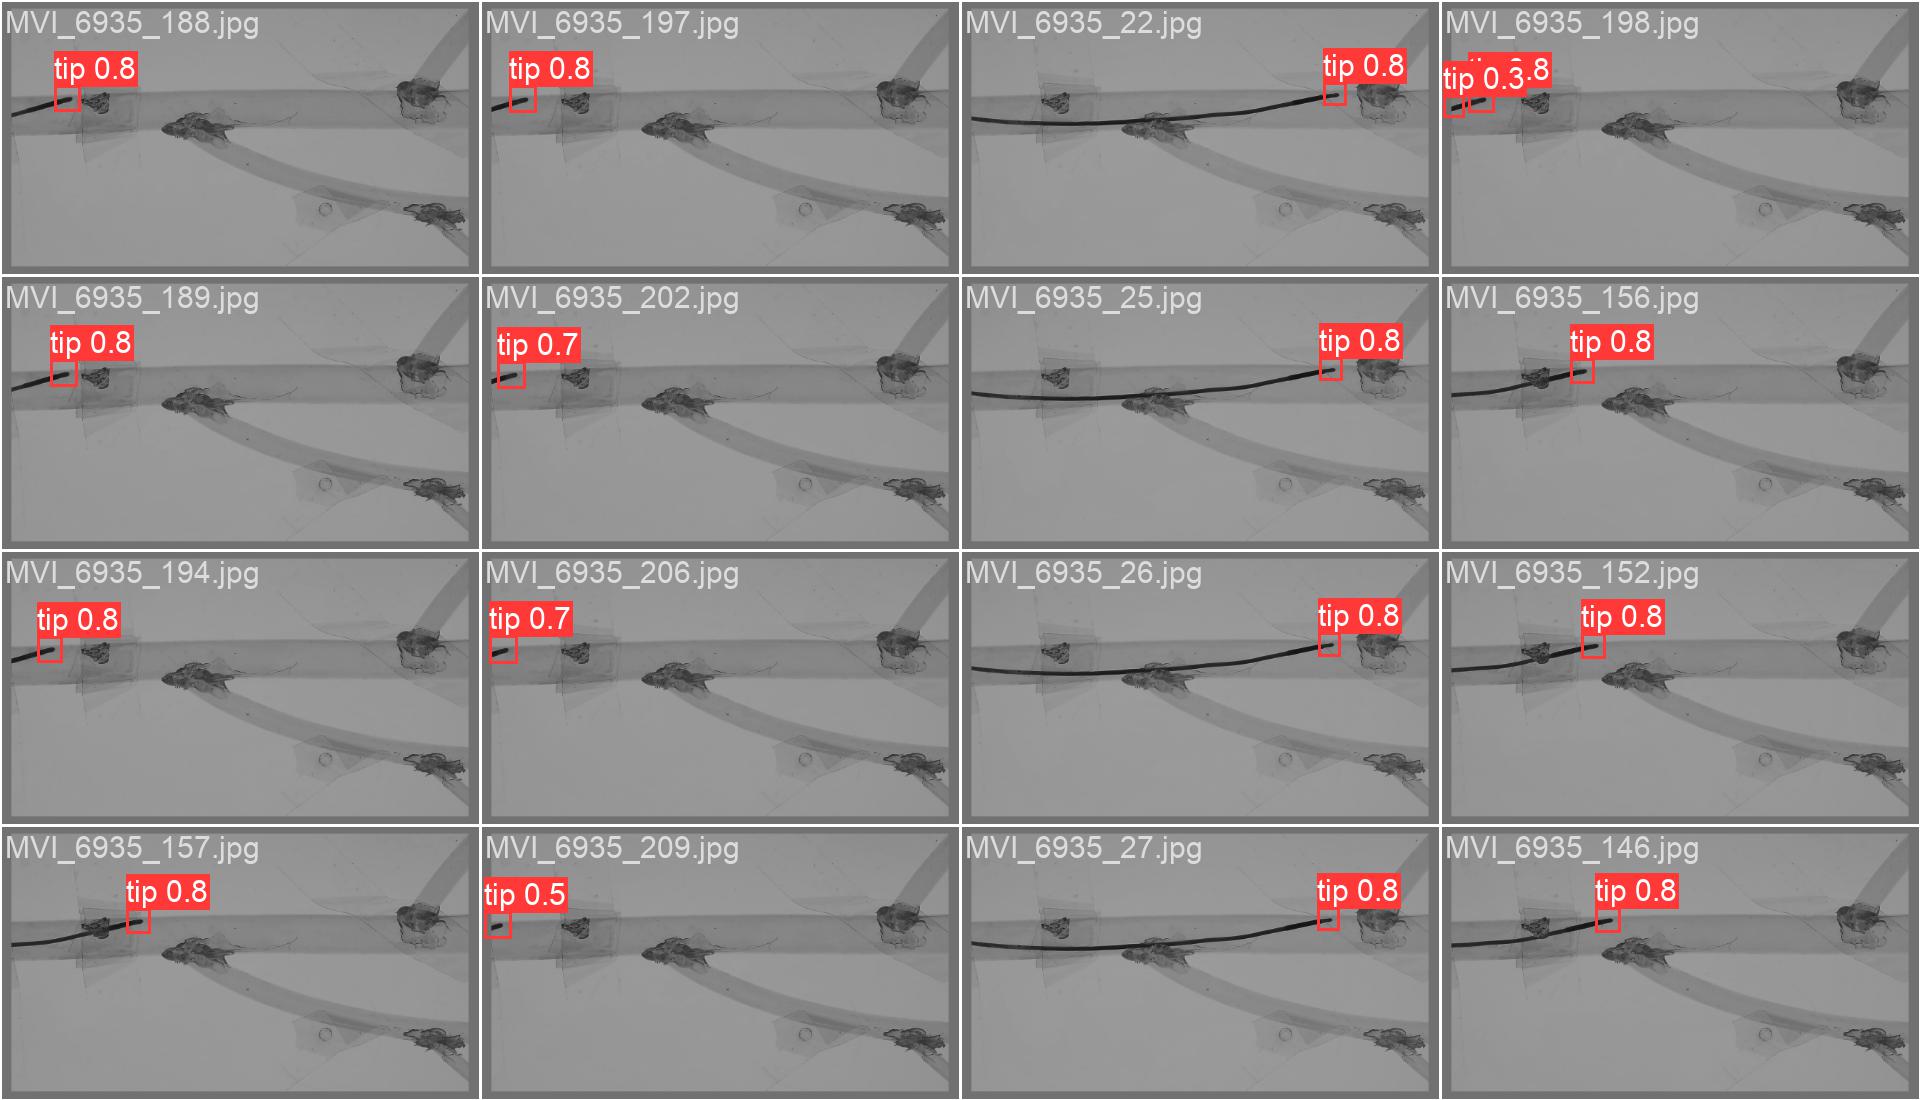 MVI_6935_188.jpg
tip 0.8
MVI_6935_197.jpg
tip 0.8
MVI_6935_22.jpg
tip 0.8
MVI_6935_198.jpg
.8
tip 0.3
MVI_6935_189.jpg
tip 0.8
MVI_6935_202.jpg
tip 0.7
MVI_6935_25.jpg
tip 0.8
MVI_6935_156.jpg
tip 0.8
MVI_6935_194.jpg
tip 0.8
MVI_6935_206.jpg
tip 0.7
MVI_6935_26.jpg
tip 0.8
MVI_6935_152.jpg
tip 0.8
MVI_6935_157.jpg
tip 0.8
MVI_6935_209.jpg
tip 0.5
MVI_6935_27.jpg
tip 0.8
MVI_6935_146.jpg
tip 0.8